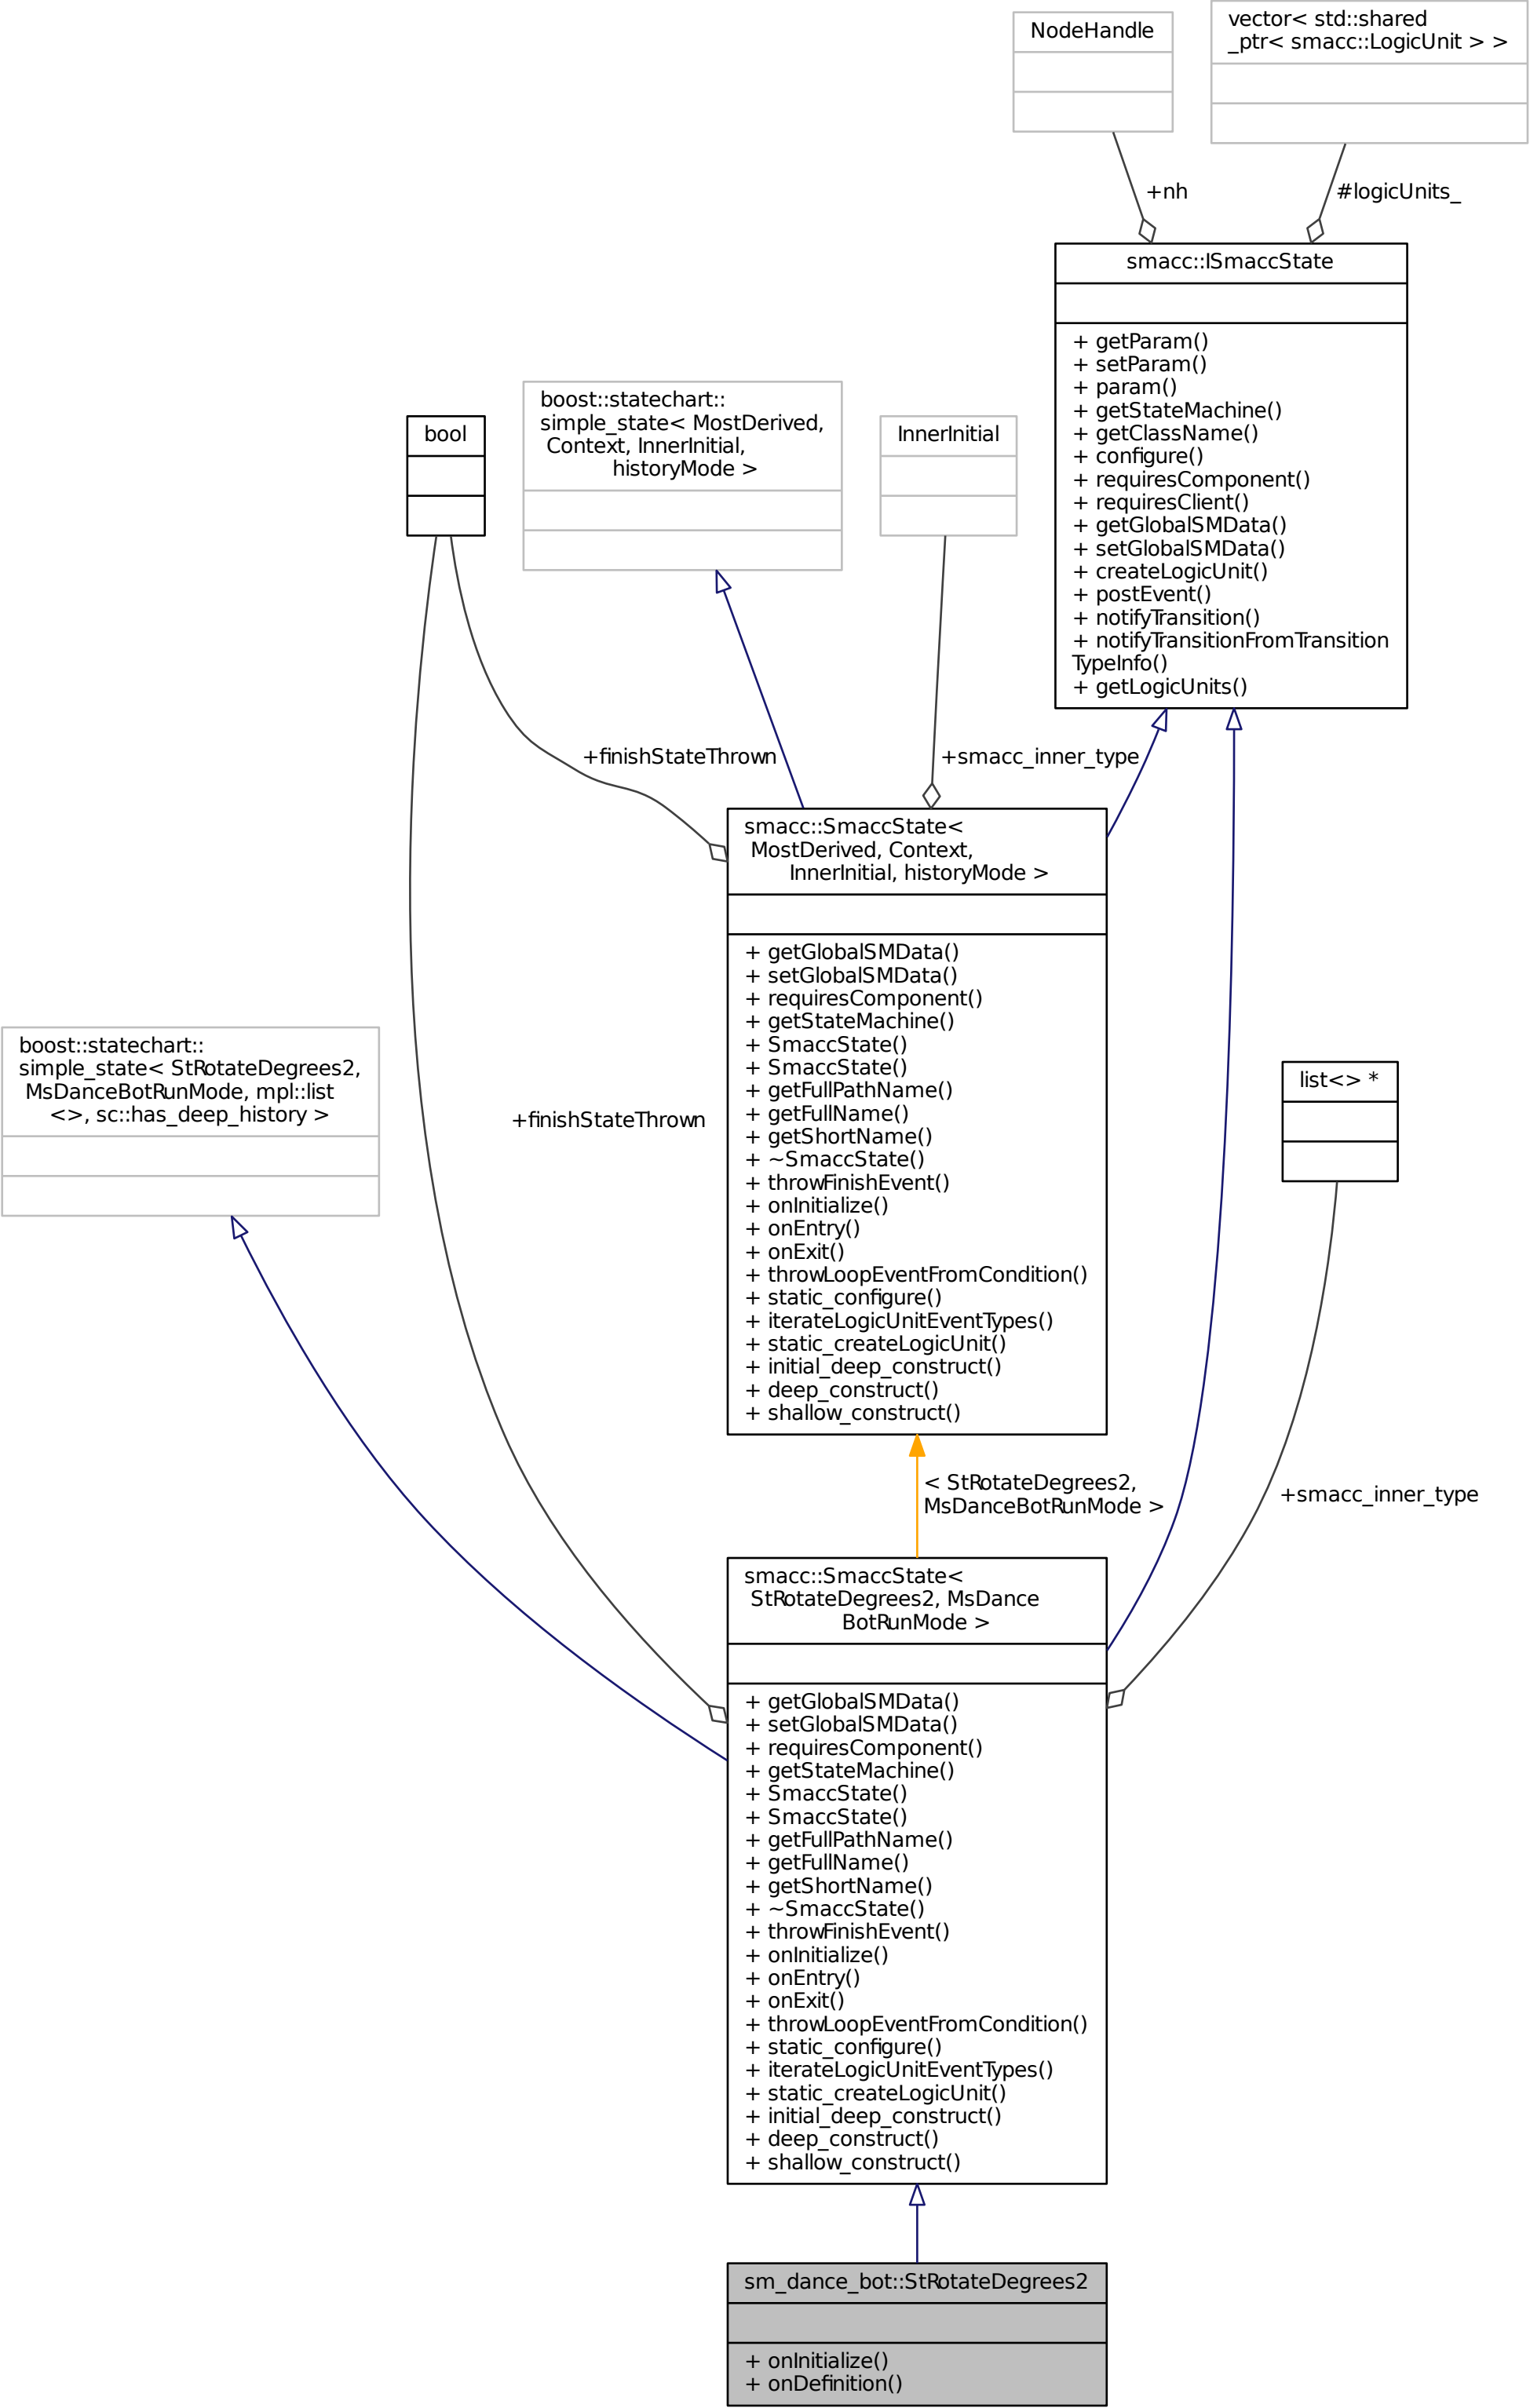 NodeHandle
vector< std::shared
_ptr< smacc::LogicUnit > >
+nh
#logicUnits_
smacc::ISmaccState
+ getParam()
+ setParam()
+ param()
+ getStateMachine()
+ getClassName()
+ configure()
+ requiresComponent()
+ requiresClient()
+ getGlobalSMData()
+ setGlobalSMData()
+ createLogicUnit()
+ postEvent()
+ notifyTransition()
+ notifyTransitionFromTransition
TypeInfo()
+ getLogicUnits()
bool
boost::statechart::
simple_state< MostDerived,
Context, InnerInitial,
historyMode >
InnerInitial
+finishStateThrown
+smacc_inner_type
smacc::SmaccState<
MostDerived, Context,
InnerInitial, historyMode >
+ getGlobalSMData()
+ setGlobalSMData()
+ requiresComponent()
+ getStateMachine()
+ SmaccState()
+ SmaccState()
+ getFullPathName()
+ getFullName()
+ getShortName()
+ ~SmaccState()
+ throwFinishEvent()
+ onInitialize()
+ onEntry()
+ onExit()
+ throwLoopEventFromCondition()
+ static_configure()
+ iterateLogicUnitEventTypes()
+ static_createLogicUnit()
+ initial_deep_construct()
+ deep_construct()
+ shallow_construct()
boost::statechart::
simple_state< StRotateDegrees2,
MsDanceBotRunMode, mpl::list
<>, sc::has_deep_history >
+finishStateThrown
list<> *
< StRotateDegrees2,
MsDanceBotRunMode >
+smacc_inner_type
smacc::SmaccState<
StRotateDegrees2, MsDance
BotRunMode >
+ getGlobalSMData()
+ setGlobalSMData()
+ requiresComponent()
+ getStateMachine()
+ SmaccState()
+ SmaccState()
+ getFullPathName()
+ getFullName()
+ getShortName()
+ ~SmaccState()
+ throwFinishEvent()
+ onInitialize()
+ onEntry()
+ onExit()
+ throwLoopEventFromCondition()
+ static_configure()
+ iterateLogicUnitEventTypes()
+ static_createLogicUnit()
+ initial_deep_construct()
+ deep_construct()
+ shallow_construct()
sm_dance_bot::StRotateDegrees2
+ onInitialize()
+ onDefinition()